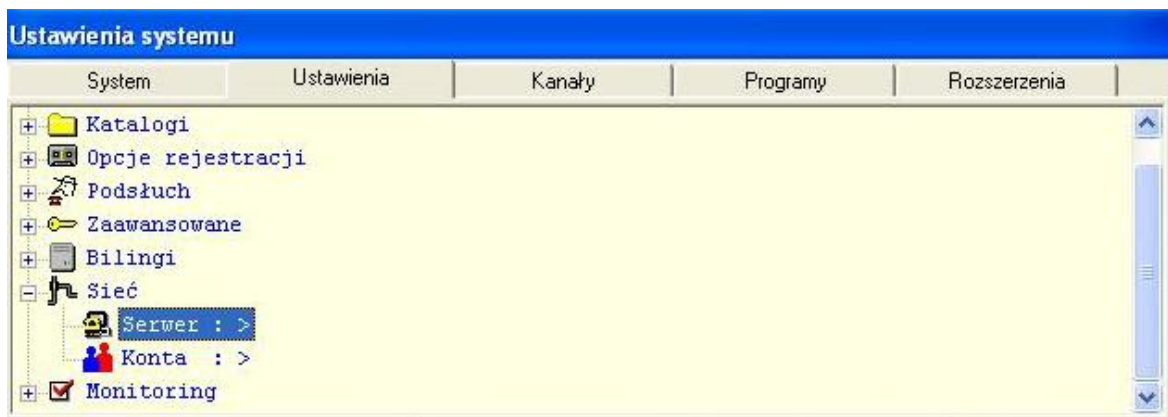 Ustawienia systemu
System Ustawienia Kanały Programy Rozszerzenia
Katalogi
Opcje rejestracji
Podsłuch
Zaawansowane
Bilingi
Sieć
Serwer : >
Konta : >
Monitoring